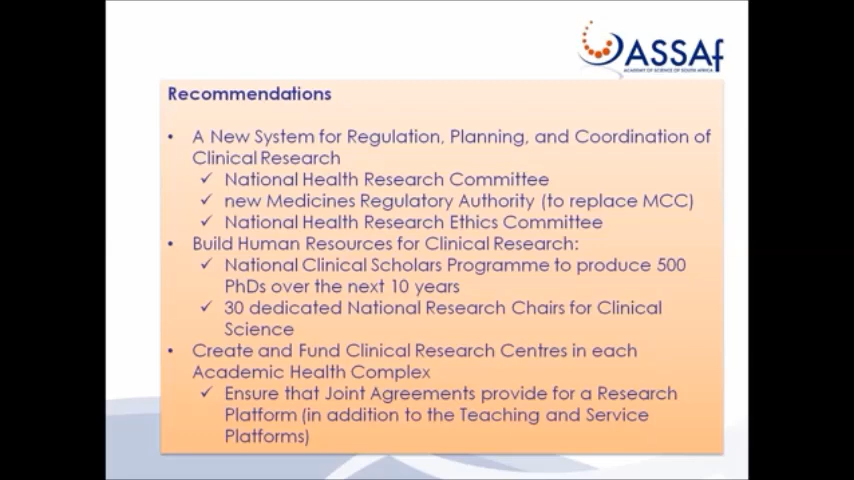 ASSAf
ACADEMY OF SCIENCE OF SOUTH AFRICA
Recommendations
• A New System for Regulation, Planning, and Coordination of
Clinical Research
✓ National Health Research Committee
✓ new Medicines Regulatory Authority (to replace MCC)
✓ National Health Research Ethics Committee
• Build Human Resources for Clinical Research:
✓ National Clinical Scholars Programme to produce 500
PhDs over the next 10 years
✓ 30 dedicated National Research Chairs for Clinical
Science
• Create and Fund Clinical Research Centres in each
Academic Health Complex
✓ Ensure that Joint Agreements provide for a Research
Platform (in addition to the Teaching and Service
Platforms)